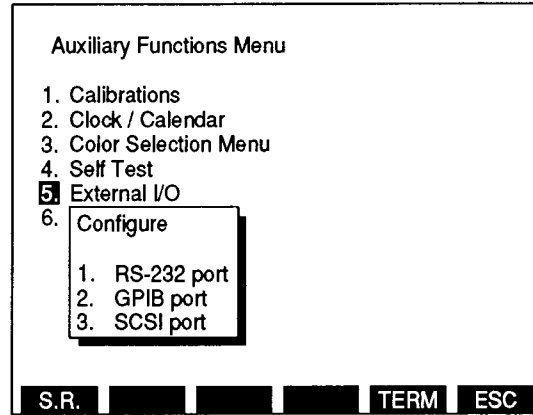 Auxiliary Functions Menu
1. Calibrations
2. Clock / Calendar
3. Color Selection Menu
4. Self Test
5. External I/O
6.
Configure
1. RS-232 port
2. GPIB port
3. SCSI port
S.R. TERM ESC